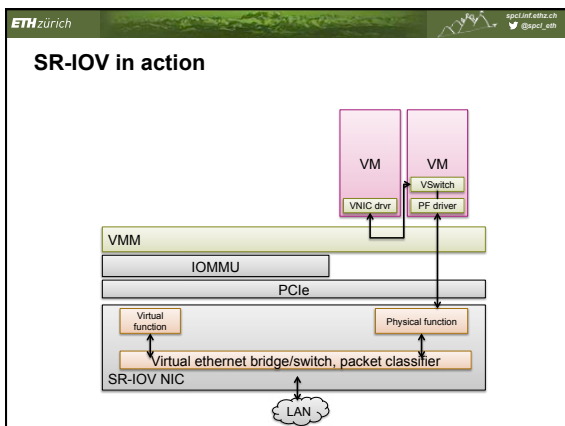 ETH zürich
spcl.inf.ethz.ch
@spcl_eth
SR-IOV in action
VM
VM
VSwitch
VNIC drvr
PF driver
VMM
IOMMU
PCIe
Virtual
function
Physical function
Virtual ethernet bridge/switch, packet classifier
SR-IOV NIC
LAN